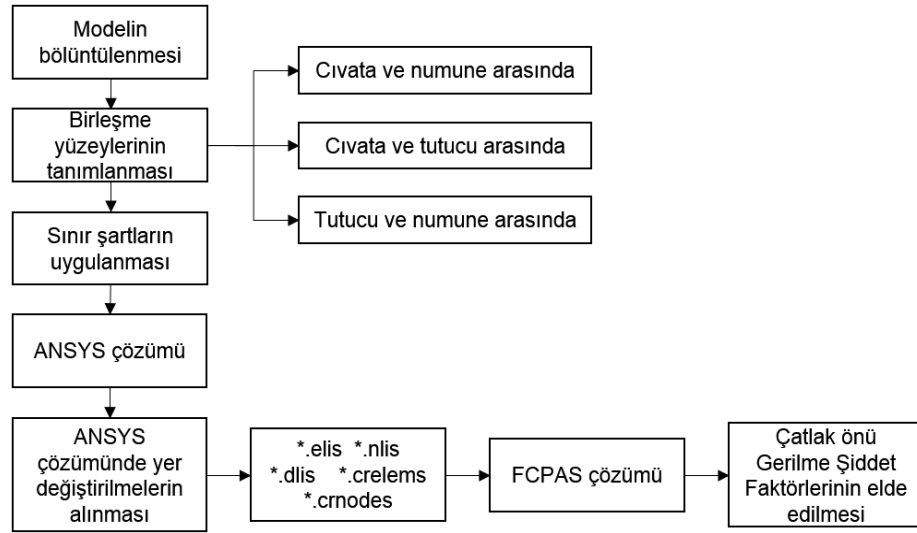 Modelin
bölüntülenmesi
Birleşme
yüzeylerinin
tanımlanması
Cıvata ve numune arasında
Cıvata ve tutucu arasında
Tutucu ve numune arasında
Sınır şartların
uygulanması
ANSYS çözümü
ANSYS
çözümünde yer
değiştirilmelerin
alınması
*.elis *.nlis
*.dlis *.crelems
*.crnodes
FCPAS çözümü
Çatlak önü
Gerilme Şiddet
Faktörlerinin elde
edilmesi